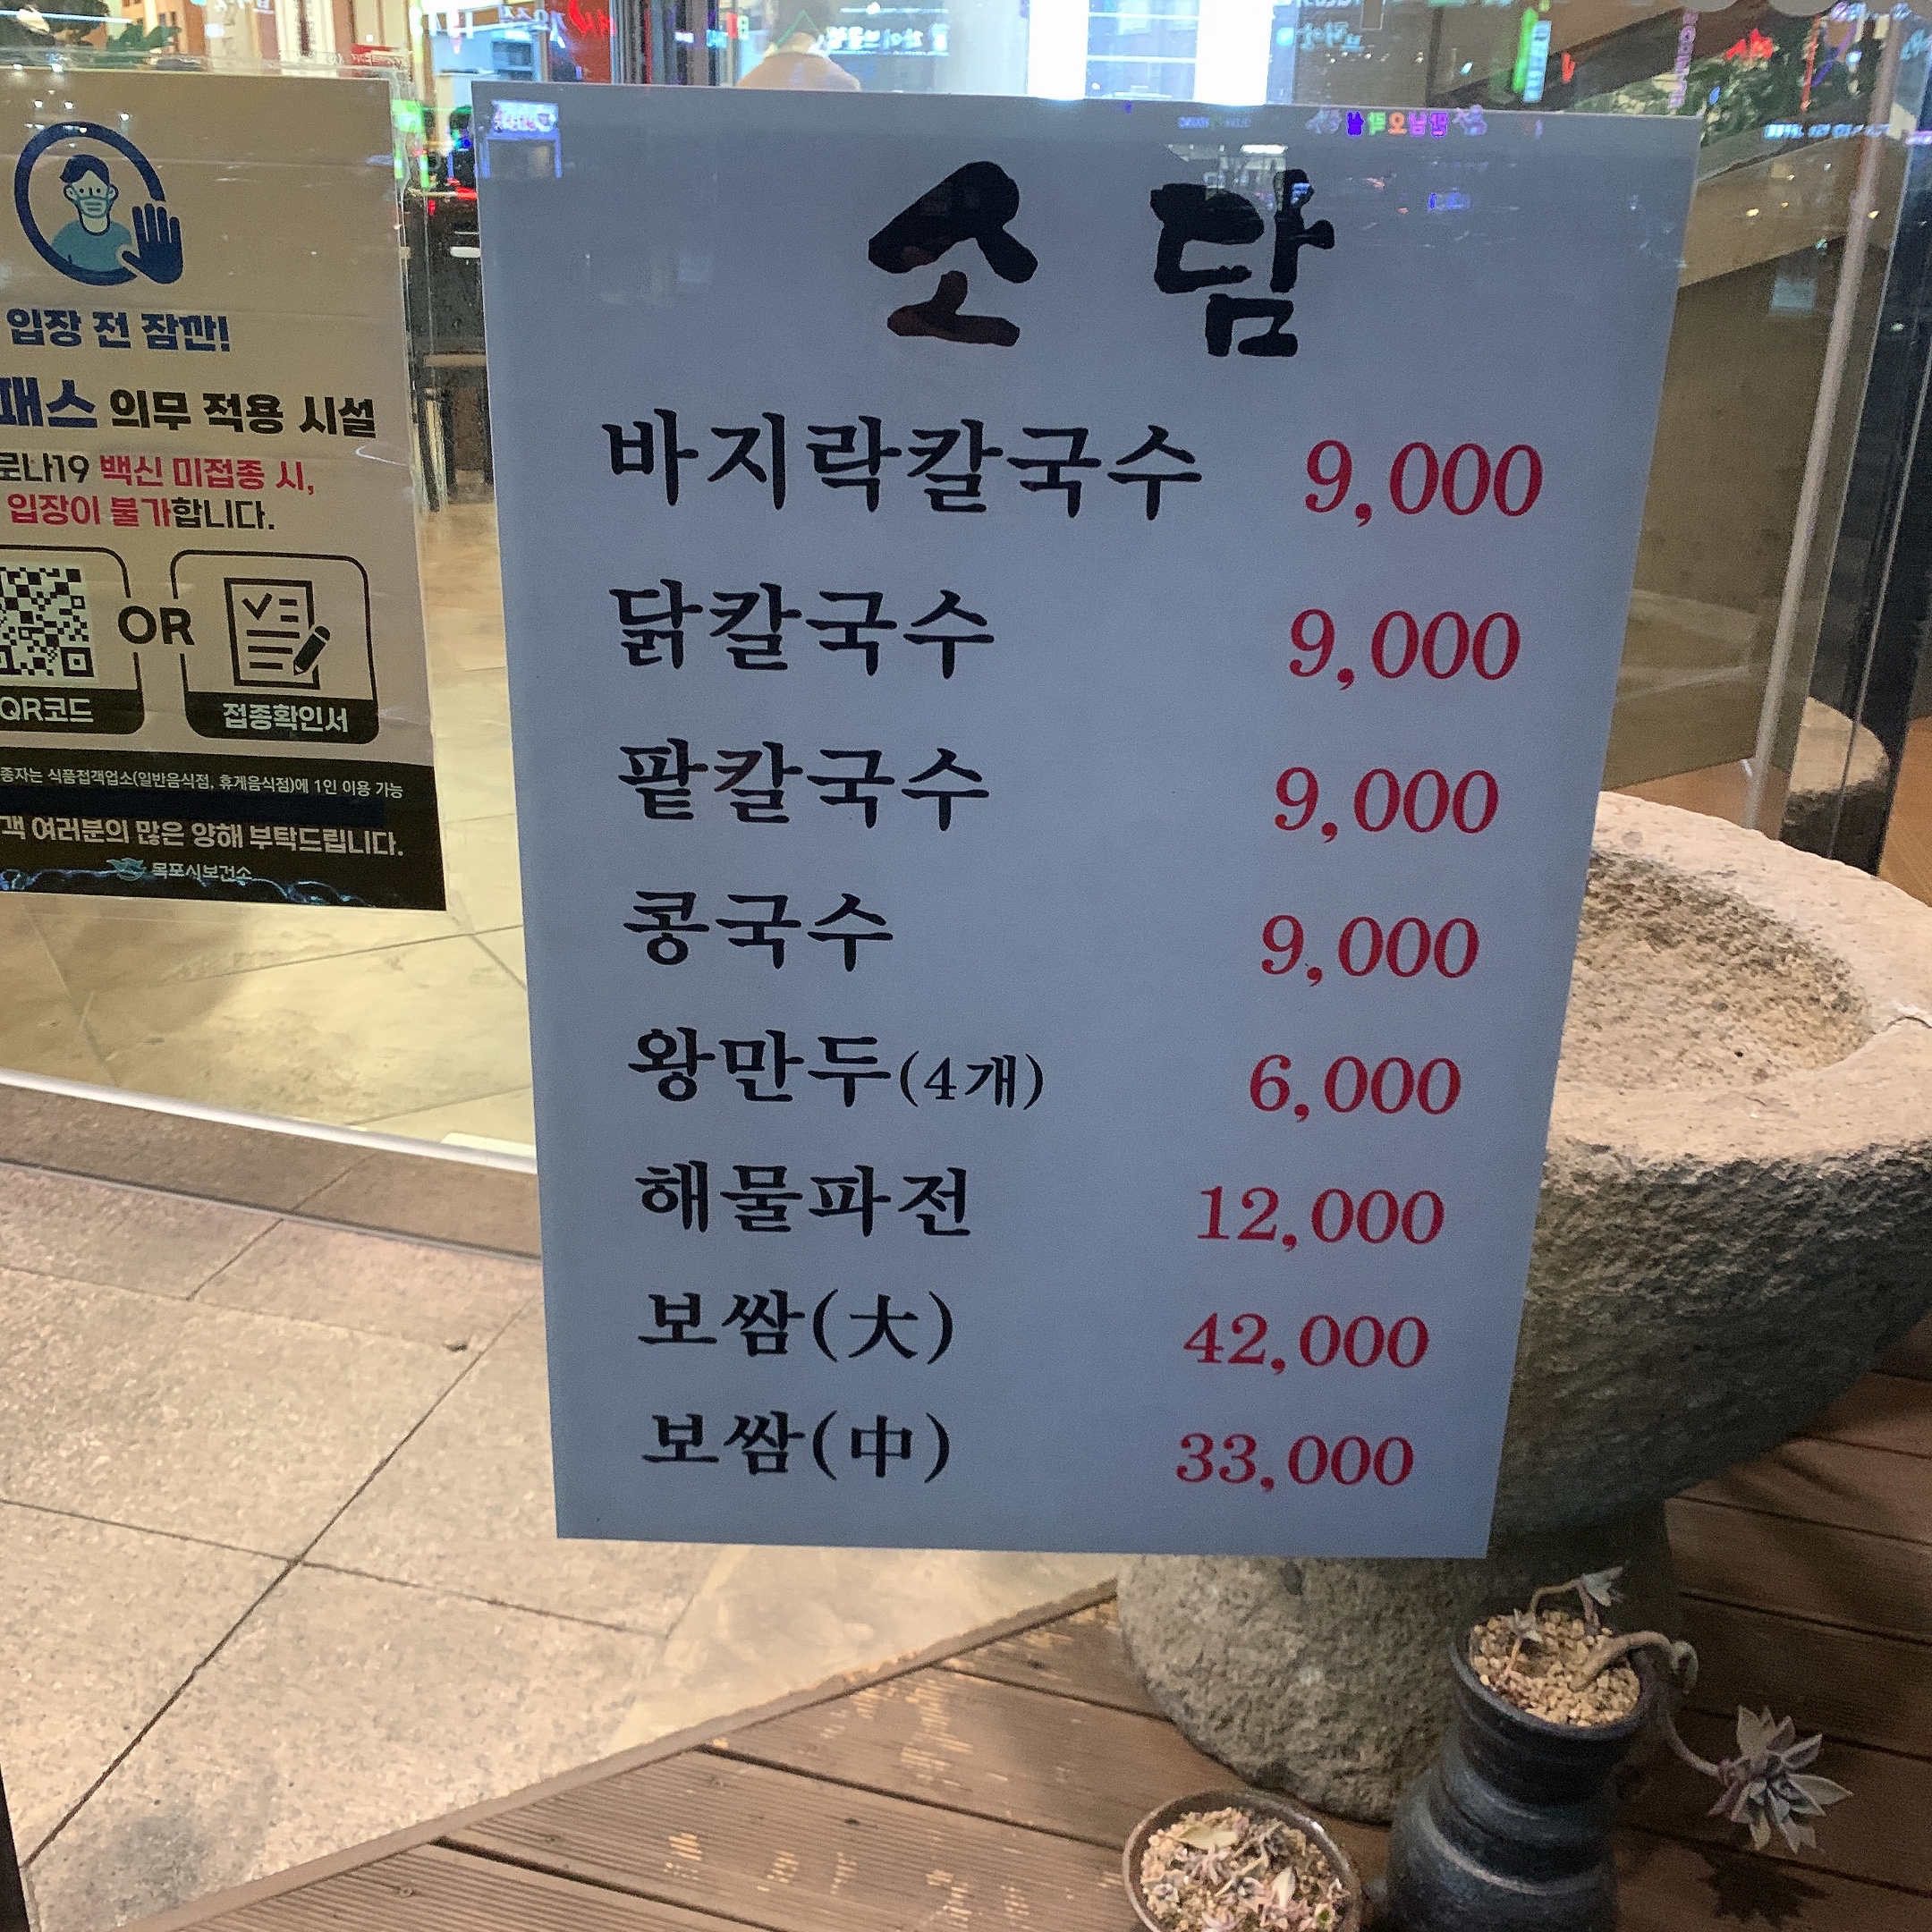 입장 전 잠깐!
패스 의무 적용 시설
로나19 백신 미접종 시,
입장이 불가합니다.
OR
QR코드
접종확인서
종자는 식품접객업소(일반음식점, 휴게음식점)에 1인 이용 가능
객 여러분의 많은 양해 부탁드립니다.
목포시보건소
소담
바지락칼국수 9,000
닭칼국수 9,000
팥칼국수 9,000
콩국수 9,000
왕만두(4개) 6,000
해물파전 12,000
보쌈(大) 42,000
보쌈(中) 33,000